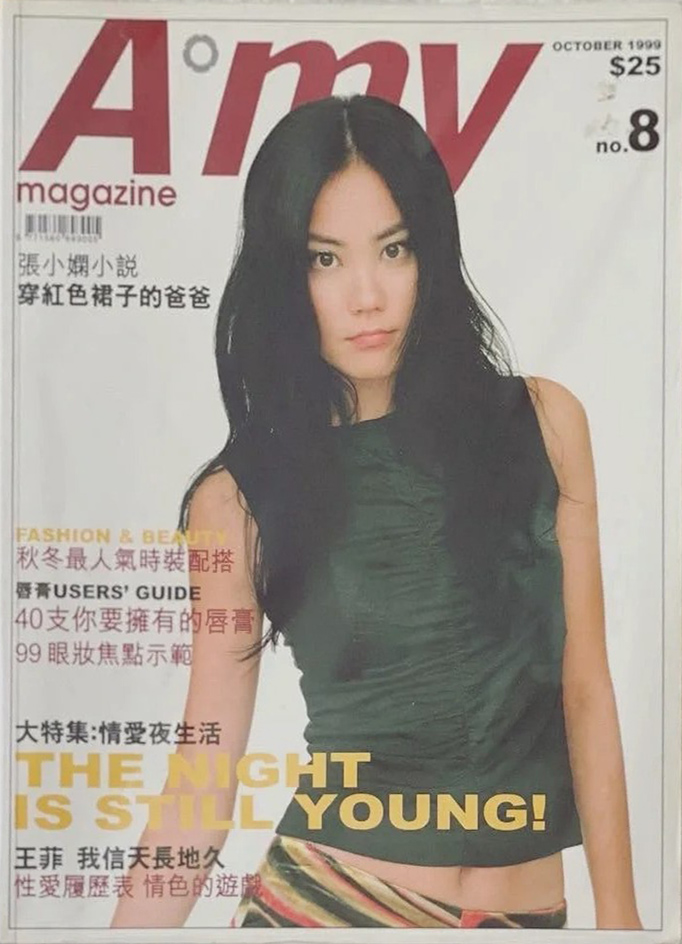 A·my
OCTOBER 1999
$25
no.8
magazine
張小嫻小說
穿紅色裙子的爸爸
FASHION & BEAUTY
秋冬最人氣時裝配搭
唇膏USERS' GUIDE
40支你要擁有的唇膏
99眼妝焦點示範
大特集:情愛夜生活
THE NIGHT
IS STILL YOUNG!
王菲 我信天長地久
性愛履歷表 情色的遊戲